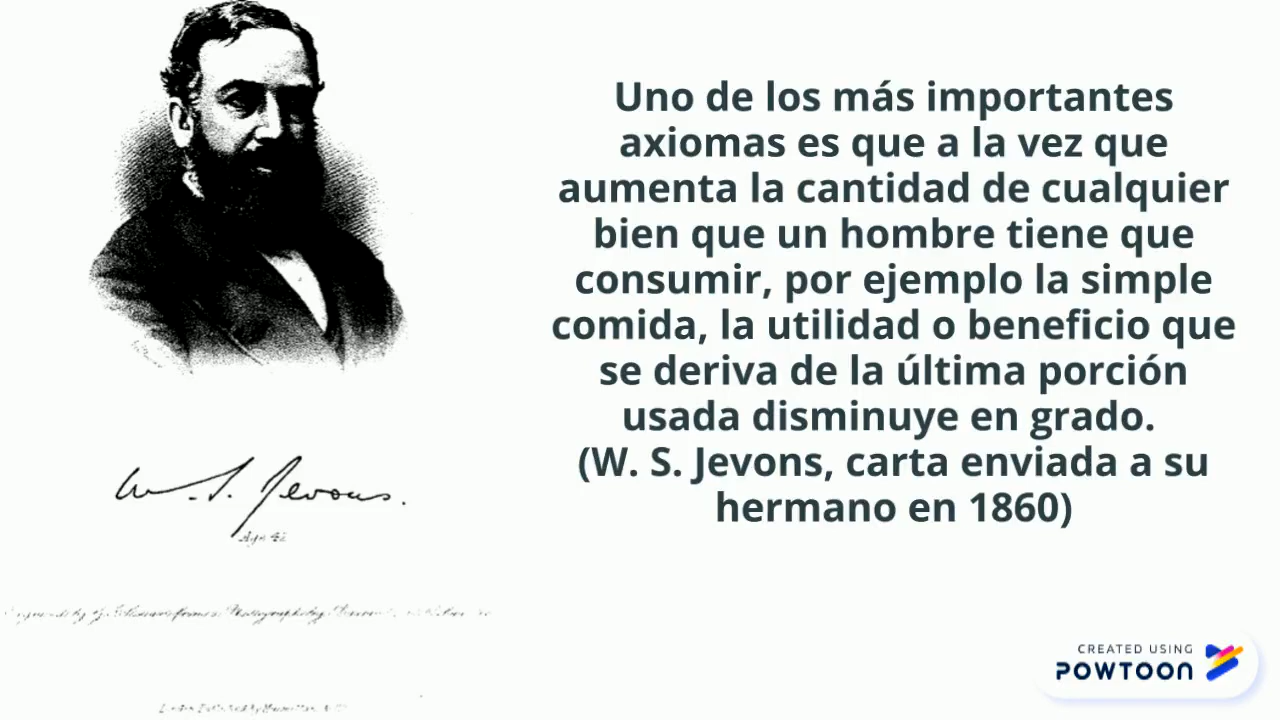 Uno de los más importantes
axiomas es que a la vez que
aumenta la cantidad de cualquier
bien que un hombre tiene que
consumir, por ejemplo la simple
comida, la utilidad o beneficio que
se deriva de la última porción
usada disminuye en grado.
(W. S. Jevons, carta enviada a su
hermano en 1860)
W. S. Jevons.
CREATED USING
POWTOON